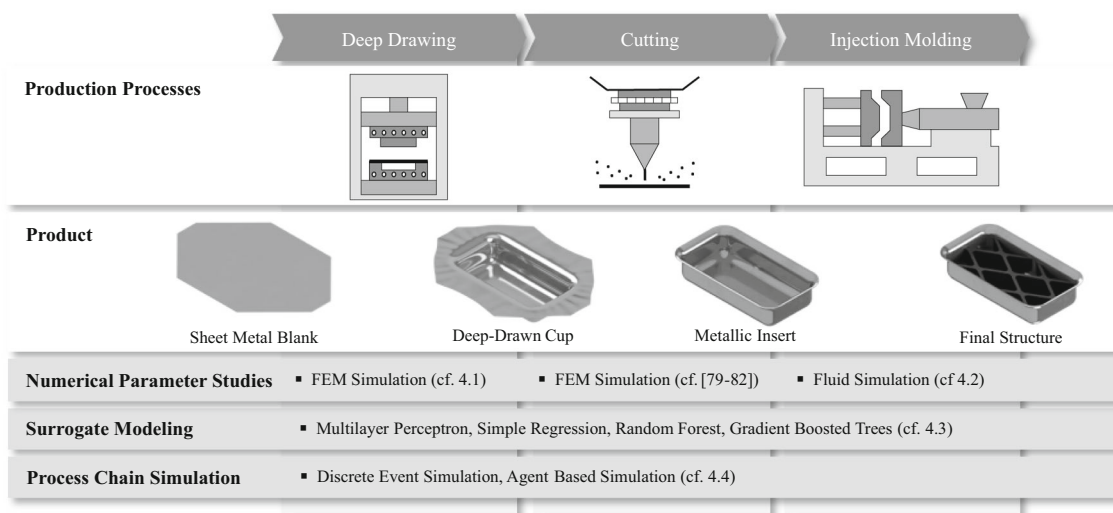 Deep Drawing
Cutting
Injection Molding
Production Processes
Product
Sheet Metal Blank
Deep-Drawn Cup
Metallic Insert
Final Structure
Numerical Parameter Studies ▪ FEM Simulation (cf. 4.1) ▪ FEM Simulation (cf. [79-82]) ▪ Fluid Simulation (cf 4.2)
Surrogate Modeling ▪ Multilayer Perceptron, Simple Regression, Random Forest, Gradient Boosted Trees (cf. 4.3)
Process Chain Simulation ▪ Discrete Event Simulation, Agent Based Simulation (cf. 4.4)